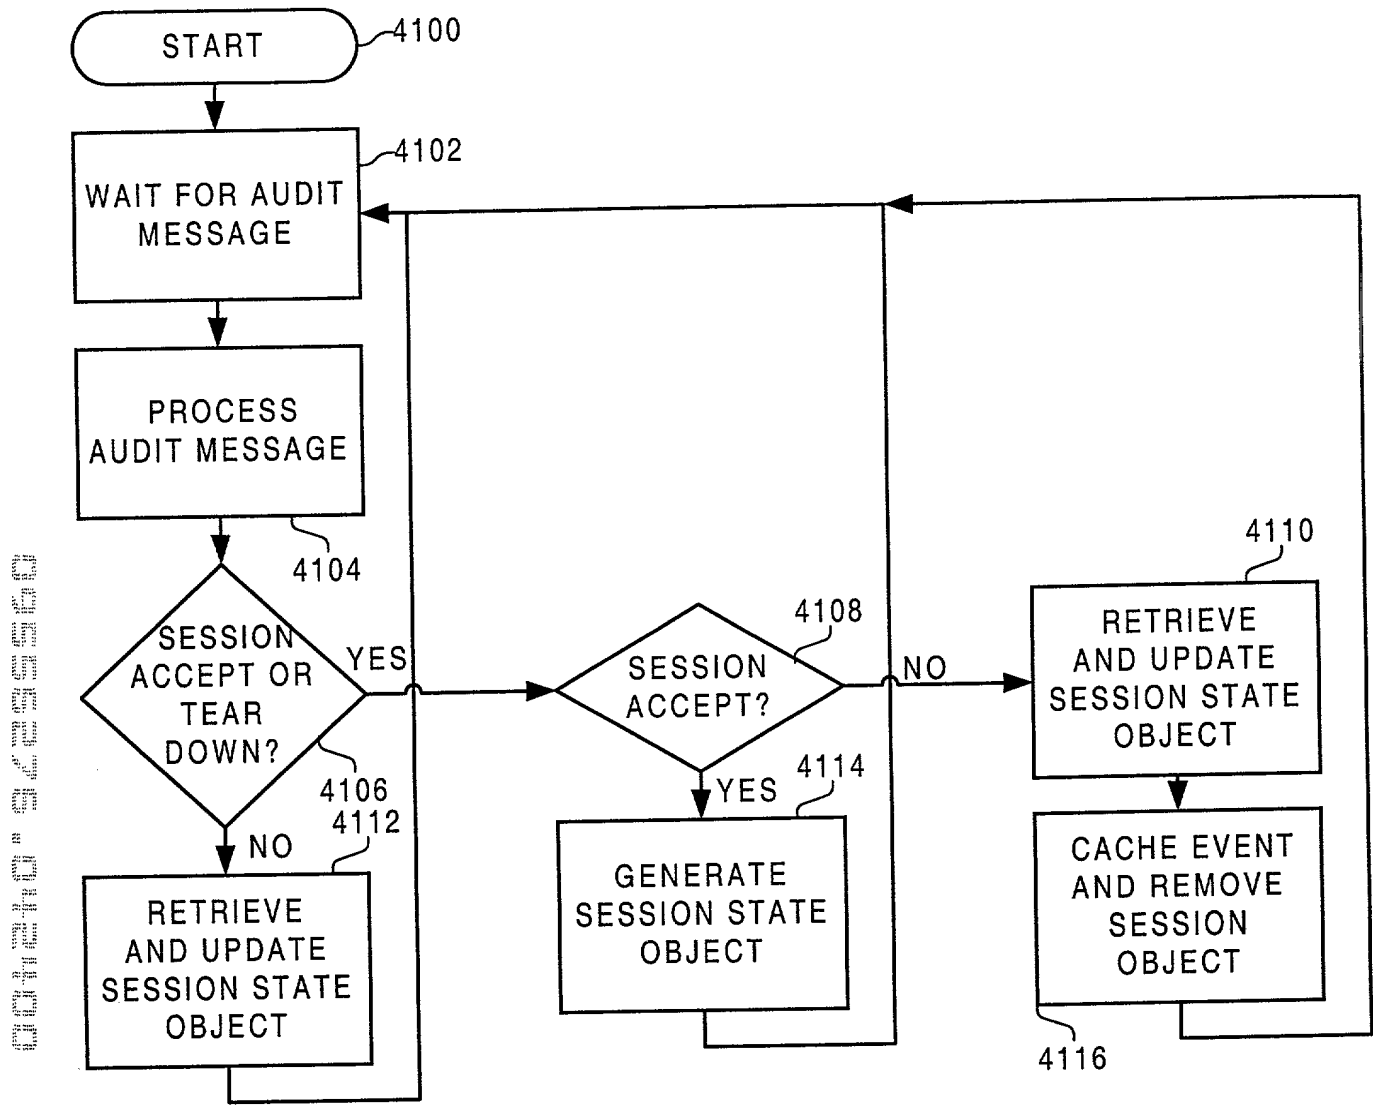 START
4100
4102
WAIT FOR AUDIT
MESSAGE
PROCESS
AUDIT MESSAGE
4104
SESSION
ACCEPT OR
TEAR
DOWN?
YES
4106
NO
4112
RETRIEVE
AND UPDATE
SESSION STATE
OBJECT
4108
SESSION
ACCEPT?
NO
YES
4114
GENERATE
SESSION STATE
OBJECT
4110
RETRIEVE
AND UPDATE
SESSION STATE
OBJECT
CACHE EVENT
AND REMOVE
SESSION
OBJECT
4116